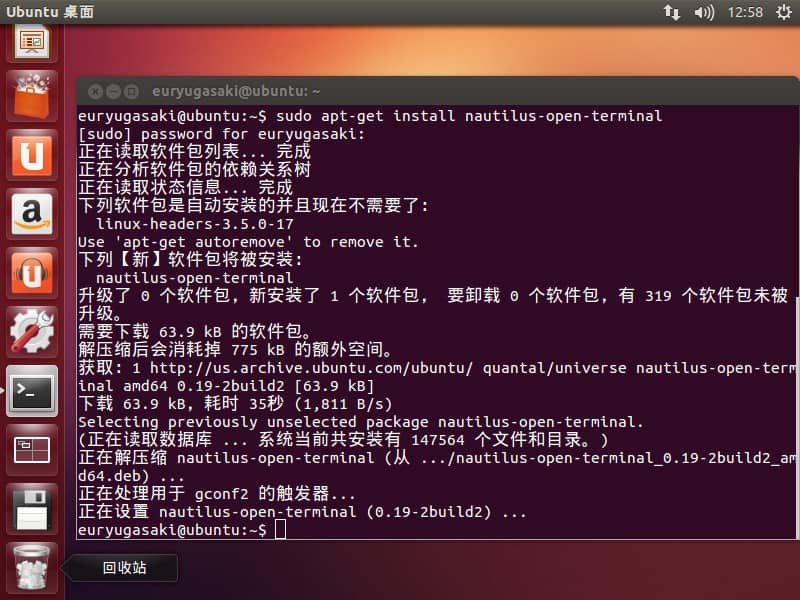 Ubuntu 桌面
12:58
euryugasaki@ubuntu: ~
euryugasaki@ubuntu:~$ sudo apt-get install nautilus-open-terminal
[sudo] password for euryugasaki:
正在读取软件包列表... 完成
正在分析软件包的依赖关系树
正在读取状态信息... 完成
下列软件包是自动安装的并且现在不需要了：
linux-headers-3.5.0-17
Use 'apt-get autoremove' to remove it.
下列【新】软件包将被安装：
nautilus-open-terminal
升级了 0 个软件包，新安装了 1 个软件包， 要卸载 0 个软件包，有 319 个软件包未被
升级。
需要下载 63.9 kB 的软件包。
解压缩后会消耗掉 775 kB 的额外空间。
获取：1 http://us.archive.ubuntu.com/ubuntu/ quantal/universe nautilus-open-term
inal amd64 0.19-2build2 [63.9 kB]
下载 63.9 kB，耗时 35秒 (1,811 B/s)
Selecting previously unselected package nautilus-open-terminal.
(正在读取数据库 ... 系统当前共安装有 147564 个文件和目录。)
正在解压缩 nautilus-open-terminal (从 .../nautilus-open-terminal_0.19-2build2_am
d64.deb) ...
正在处理用于 gconf2 的触发器...
正在设置 nautilus-open-terminal (0.19-2build2) ...
euryugasaki@ubuntu:~$
回收站